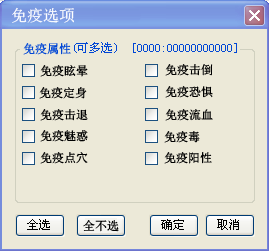 免疫选项
免疫属性(可多选) [0000:00000000000]
免疫眩晕 免疫击倒
免疫定身 免疫恐惧
免疫击退 免疫流血
免疫魅惑 免疫毒
免疫点穴 免疫阳性
全选 全不选 确定 取消